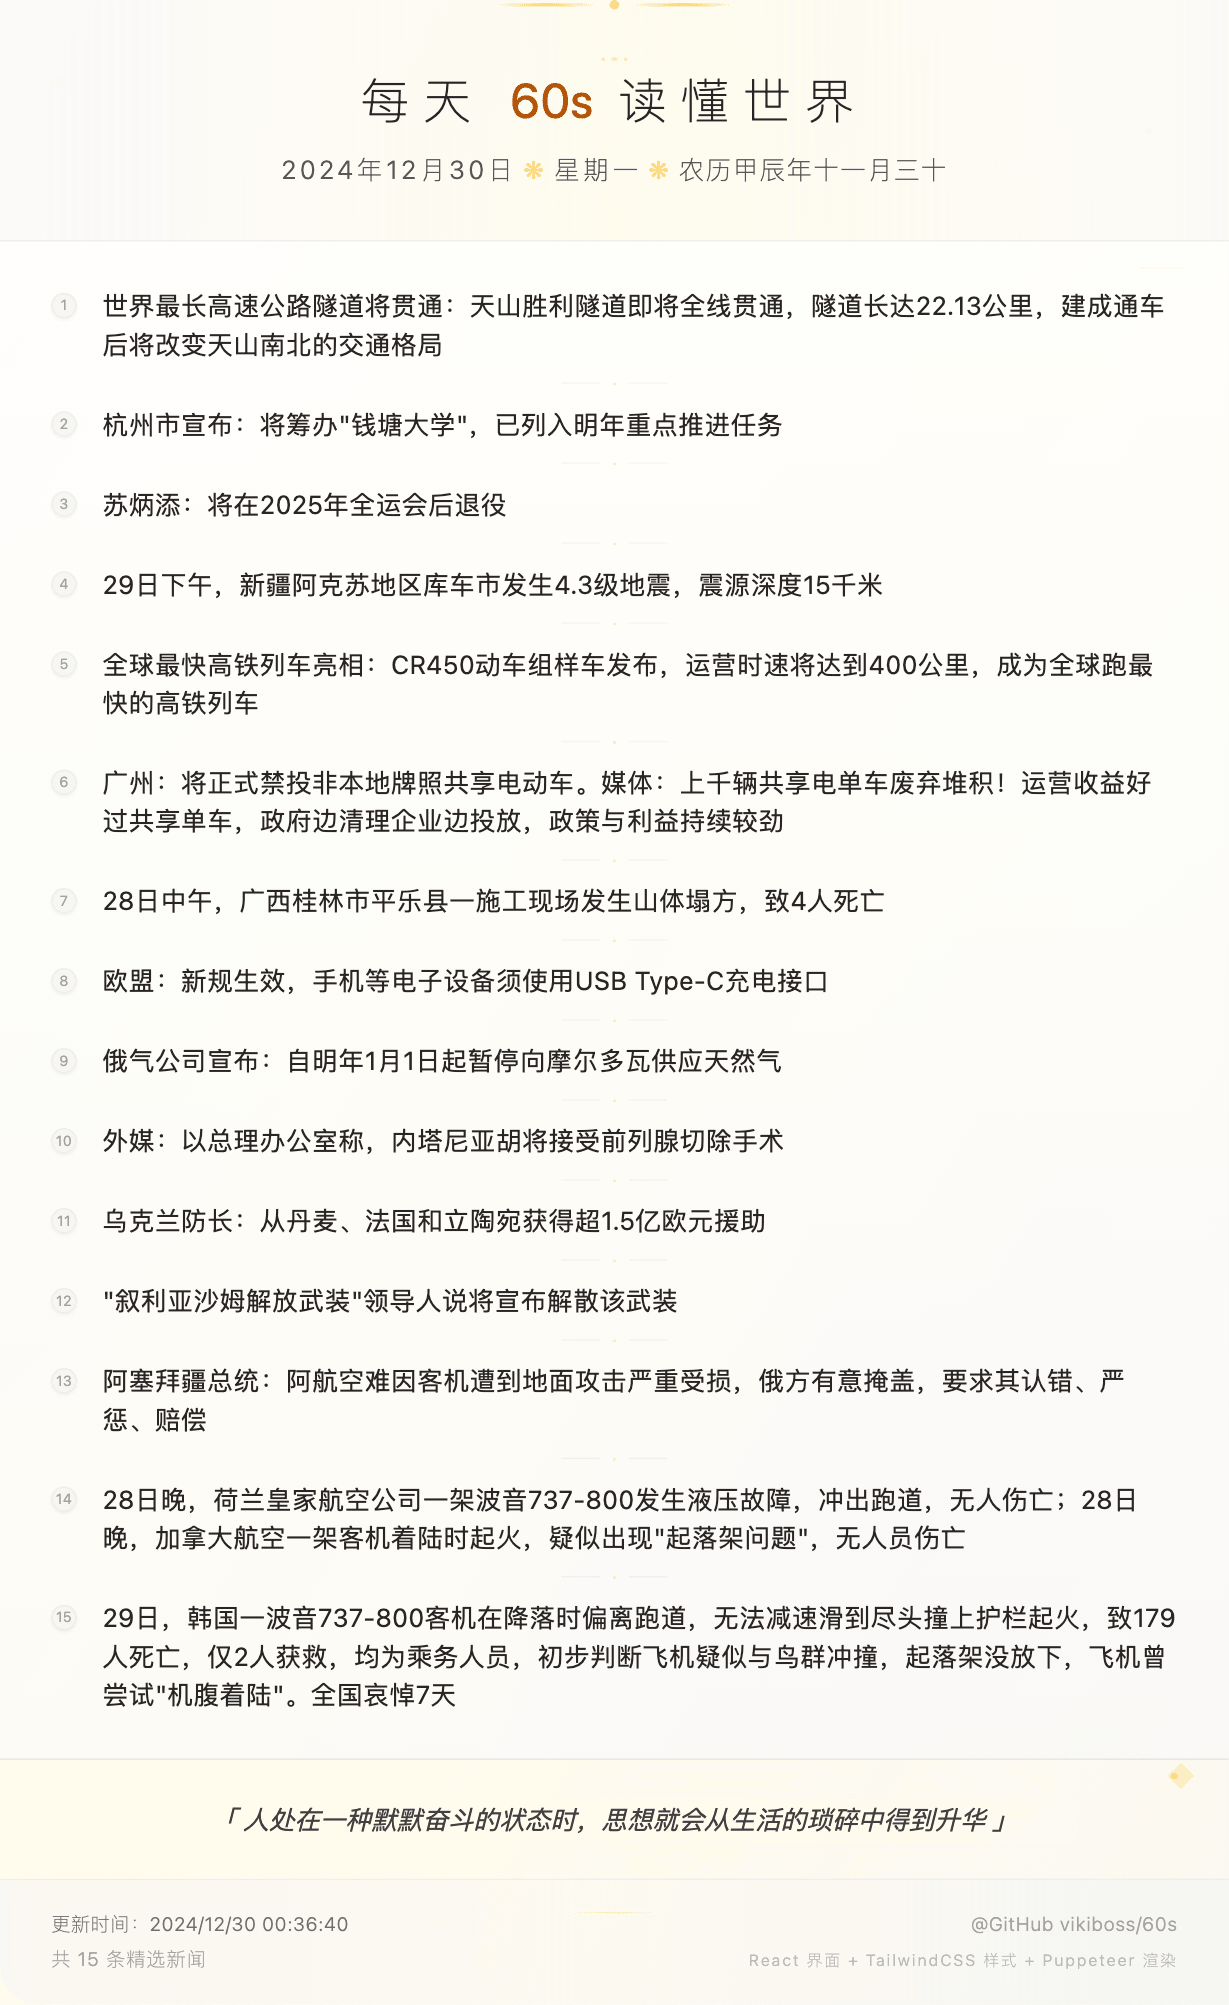 每天 60s 读懂世界
2024年12月30日 ❋ 星期一 ❋ 农历甲辰年十一月三十
1 世界最长高速公路隧道将贯通：天山胜利隧道即将全线贯通，隧道长达22.13公里，建成通车
后将改变天山南北的交通格局
2 杭州市宣布：将筹办"钱塘大学"，已列入明年重点推进任务
3 苏炳添：将在2025年全运会后退役
4 29日下午，新疆阿克苏地区库车市发生4.3级地震，震源深度15千米
5 全球最快高铁列车亮相：CR450动车组样车发布，运营时速将达到400公里，成为全球跑最
快的高铁列车
6 广州：将正式禁投非本地牌照共享电动车。媒体：上千辆共享电单车废弃堆积！运营收益好
过共享单车，政府边清理企业边投放，政策与利益持续较劲
7 28日中午，广西桂林市平乐县一施工现场发生山体塌方，致4人死亡
8 欧盟：新规生效，手机等电子设备须使用USB Type-C充电接口
9 俄气公司宣布：自明年1月1日起暂停向摩尔多瓦供应天然气
10 外媒：以总理办公室称，内塔尼亚胡将接受前列腺切除手术
11 乌克兰防长：从丹麦、法国和立陶宛获得超1.5亿欧元援助
12 "叙利亚沙姆解放武装"领导人说将宣布解散该武装
13 阿塞拜疆总统：阿航空难因客机遭到地面攻击严重受损，俄方有意掩盖，要求其认错、严
惩、赔偿
14 28日晚，荷兰皇家航空公司一架波音737-800发生液压故障，冲出跑道，无人伤亡；28日
晚，加拿大航空一架客机着陆时起火，疑似出现"起落架问题"，无人员伤亡
15 29日，韩国一波音737-800客机在降落时偏离跑道，无法减速滑到尽头撞上护栏起火，致179
人死亡，仅2人获救，均为乘务人员，初步判断飞机疑似与鸟群冲撞，起落架没放下，飞机曾
尝试"机腹着陆"。全国哀悼7天
「 人处在一种默默奋斗的状态时，思想就会从生活的琐碎中得到升华 」
更新时间：2024/12/30 00:36:40
@GitHub vikiboss/60s
共 15 条精选新闻
React 界面 + TailwindCSS 样式 + Puppeteer 渲染